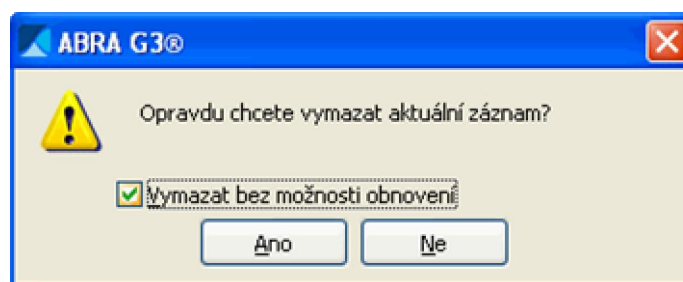 ABRA G3®
Opravdu chcete vymazat aktuální záznam?
Vymazat bez možnosti obnovení
Ano
Ne